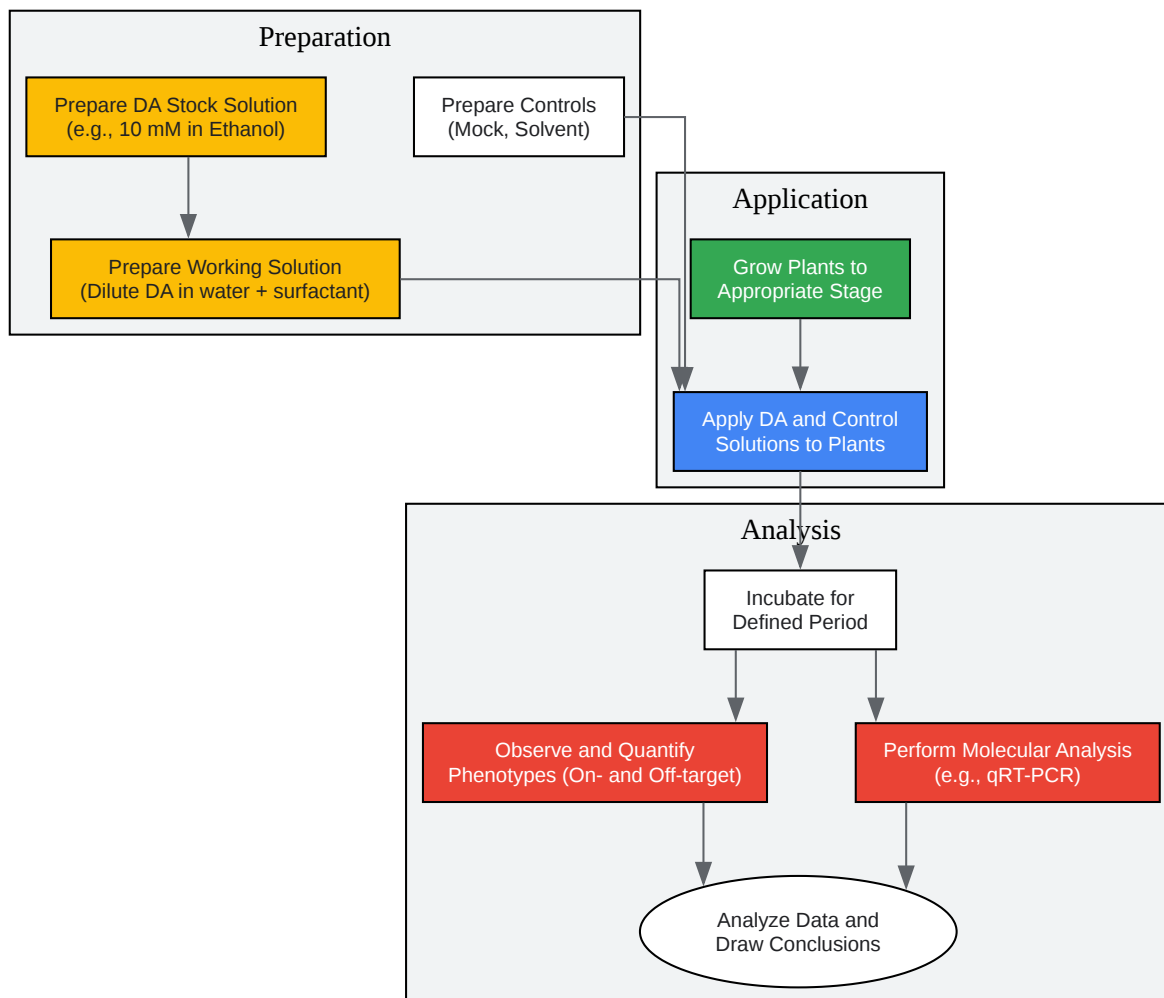 Preparation
Prepare DA Stock Solution
(e.g., 10 mM in Ethanol)
Prepare Controls
(Mock, Solvent)
Prepare Working Solution
(Dilute DA in water + surfactant)
Application
Grow Plants to
Appropriate Stage
Apply DA and Control
Solutions to Plants
Analysis
Incubate for
Defined Period
Observe and Quantify
Phenotypes (On- and Off-target)
Perform Molecular Analysis
(e.g., qRT-PCR)
Analyze Data and
Draw Conclusions